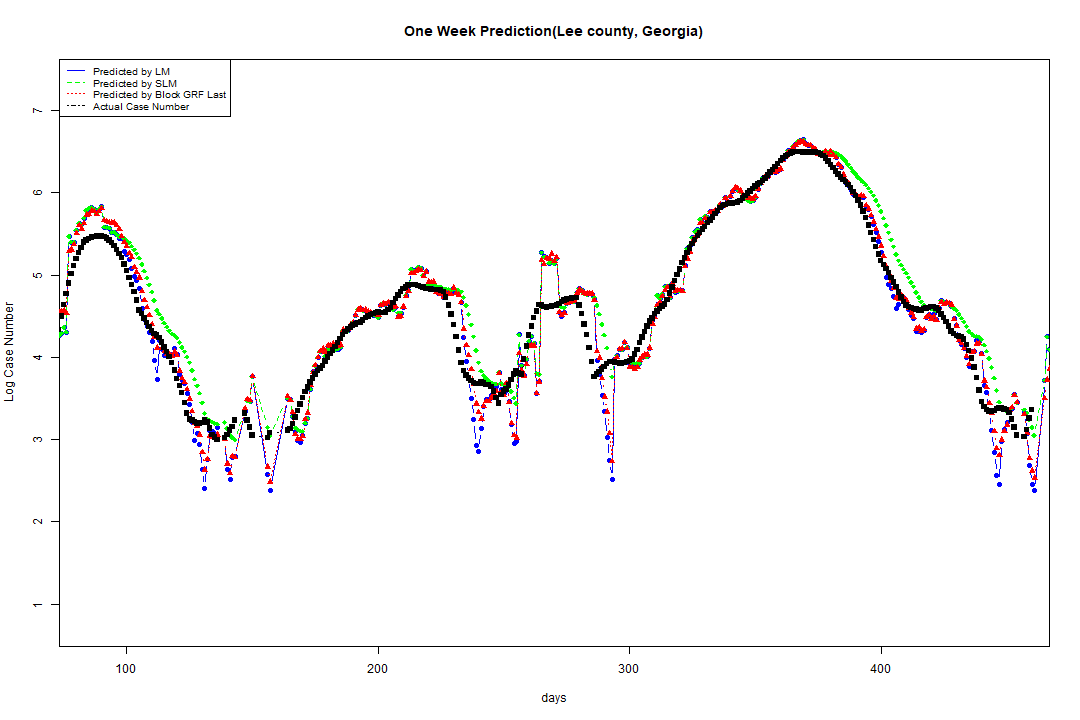 One Week Prediction(Lee county, Georgia)
Predicted by LM
Predicted by SLM
Predicted by Block GRF Last
Actual Case Number
7
6
5
4
3
2
1
Log Case Number
100 200 300 400
days